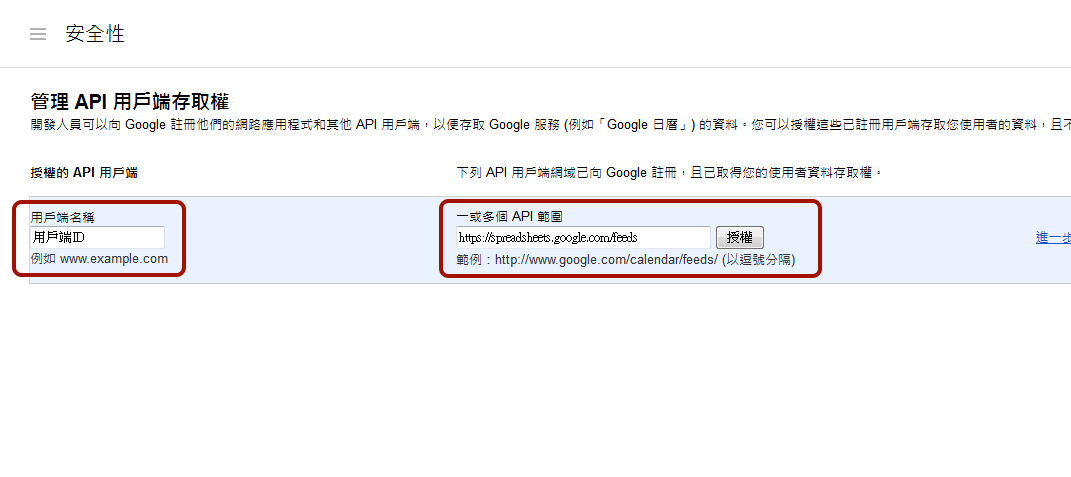 安全性
管理 API 用戶端存取權
開發人員可以向 Google 註冊他們的網路應用程式和其他 API 用戶端，以便存取 Google 服務 (例如「Google 日曆」) 的資料。您可以授權這些已註冊用戶端存取您使用者的資料，且不
授權的 API 用戶端
下列 API 用戶端網域已向 Google 註冊，且已取得您的使用者資料存取權。
用戶端名稱
用戶端ID
例如 www.example.com
一或多個 API 範圍
https://spreadsheets.google.com/feeds
授權
範例：http://www.google.com/calendar/feeds/ (以逗號分隔)
進一步